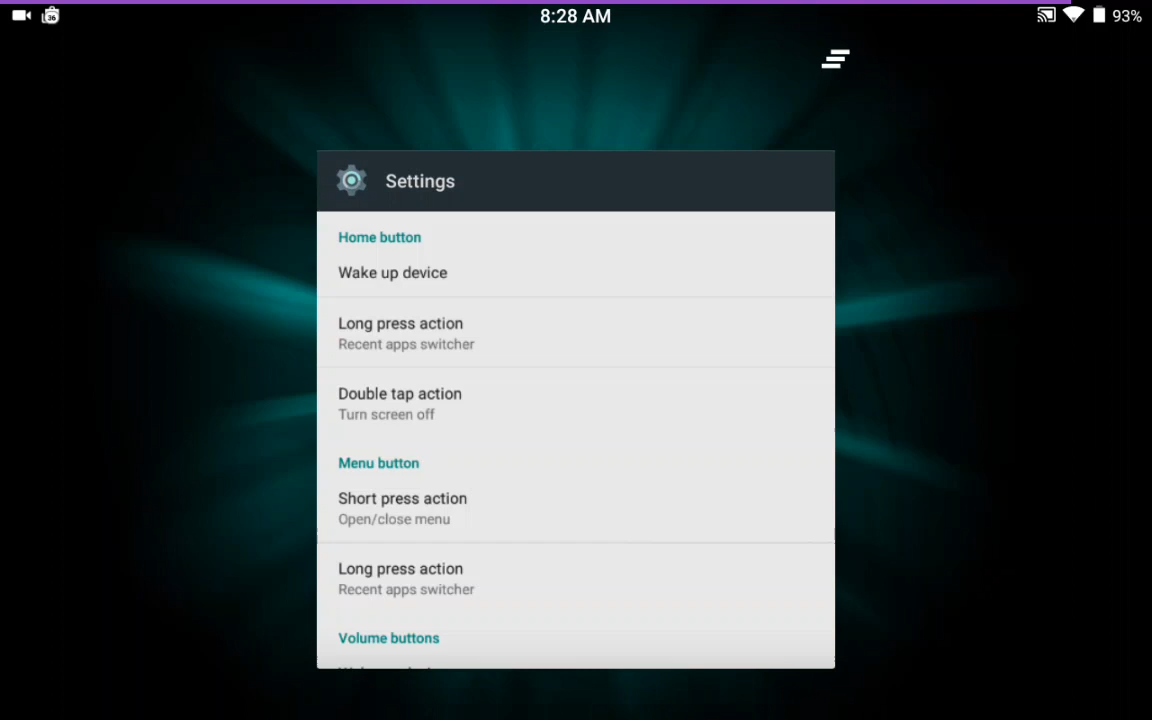 8:28 AM
36
93%
Settings
Home button
Wake up device
Long press action
Recent apps switcher
Double tap action
Turn screen off
Menu button
Short press action
Open/close menu
Long press action
Recent apps switcher
Volume buttons